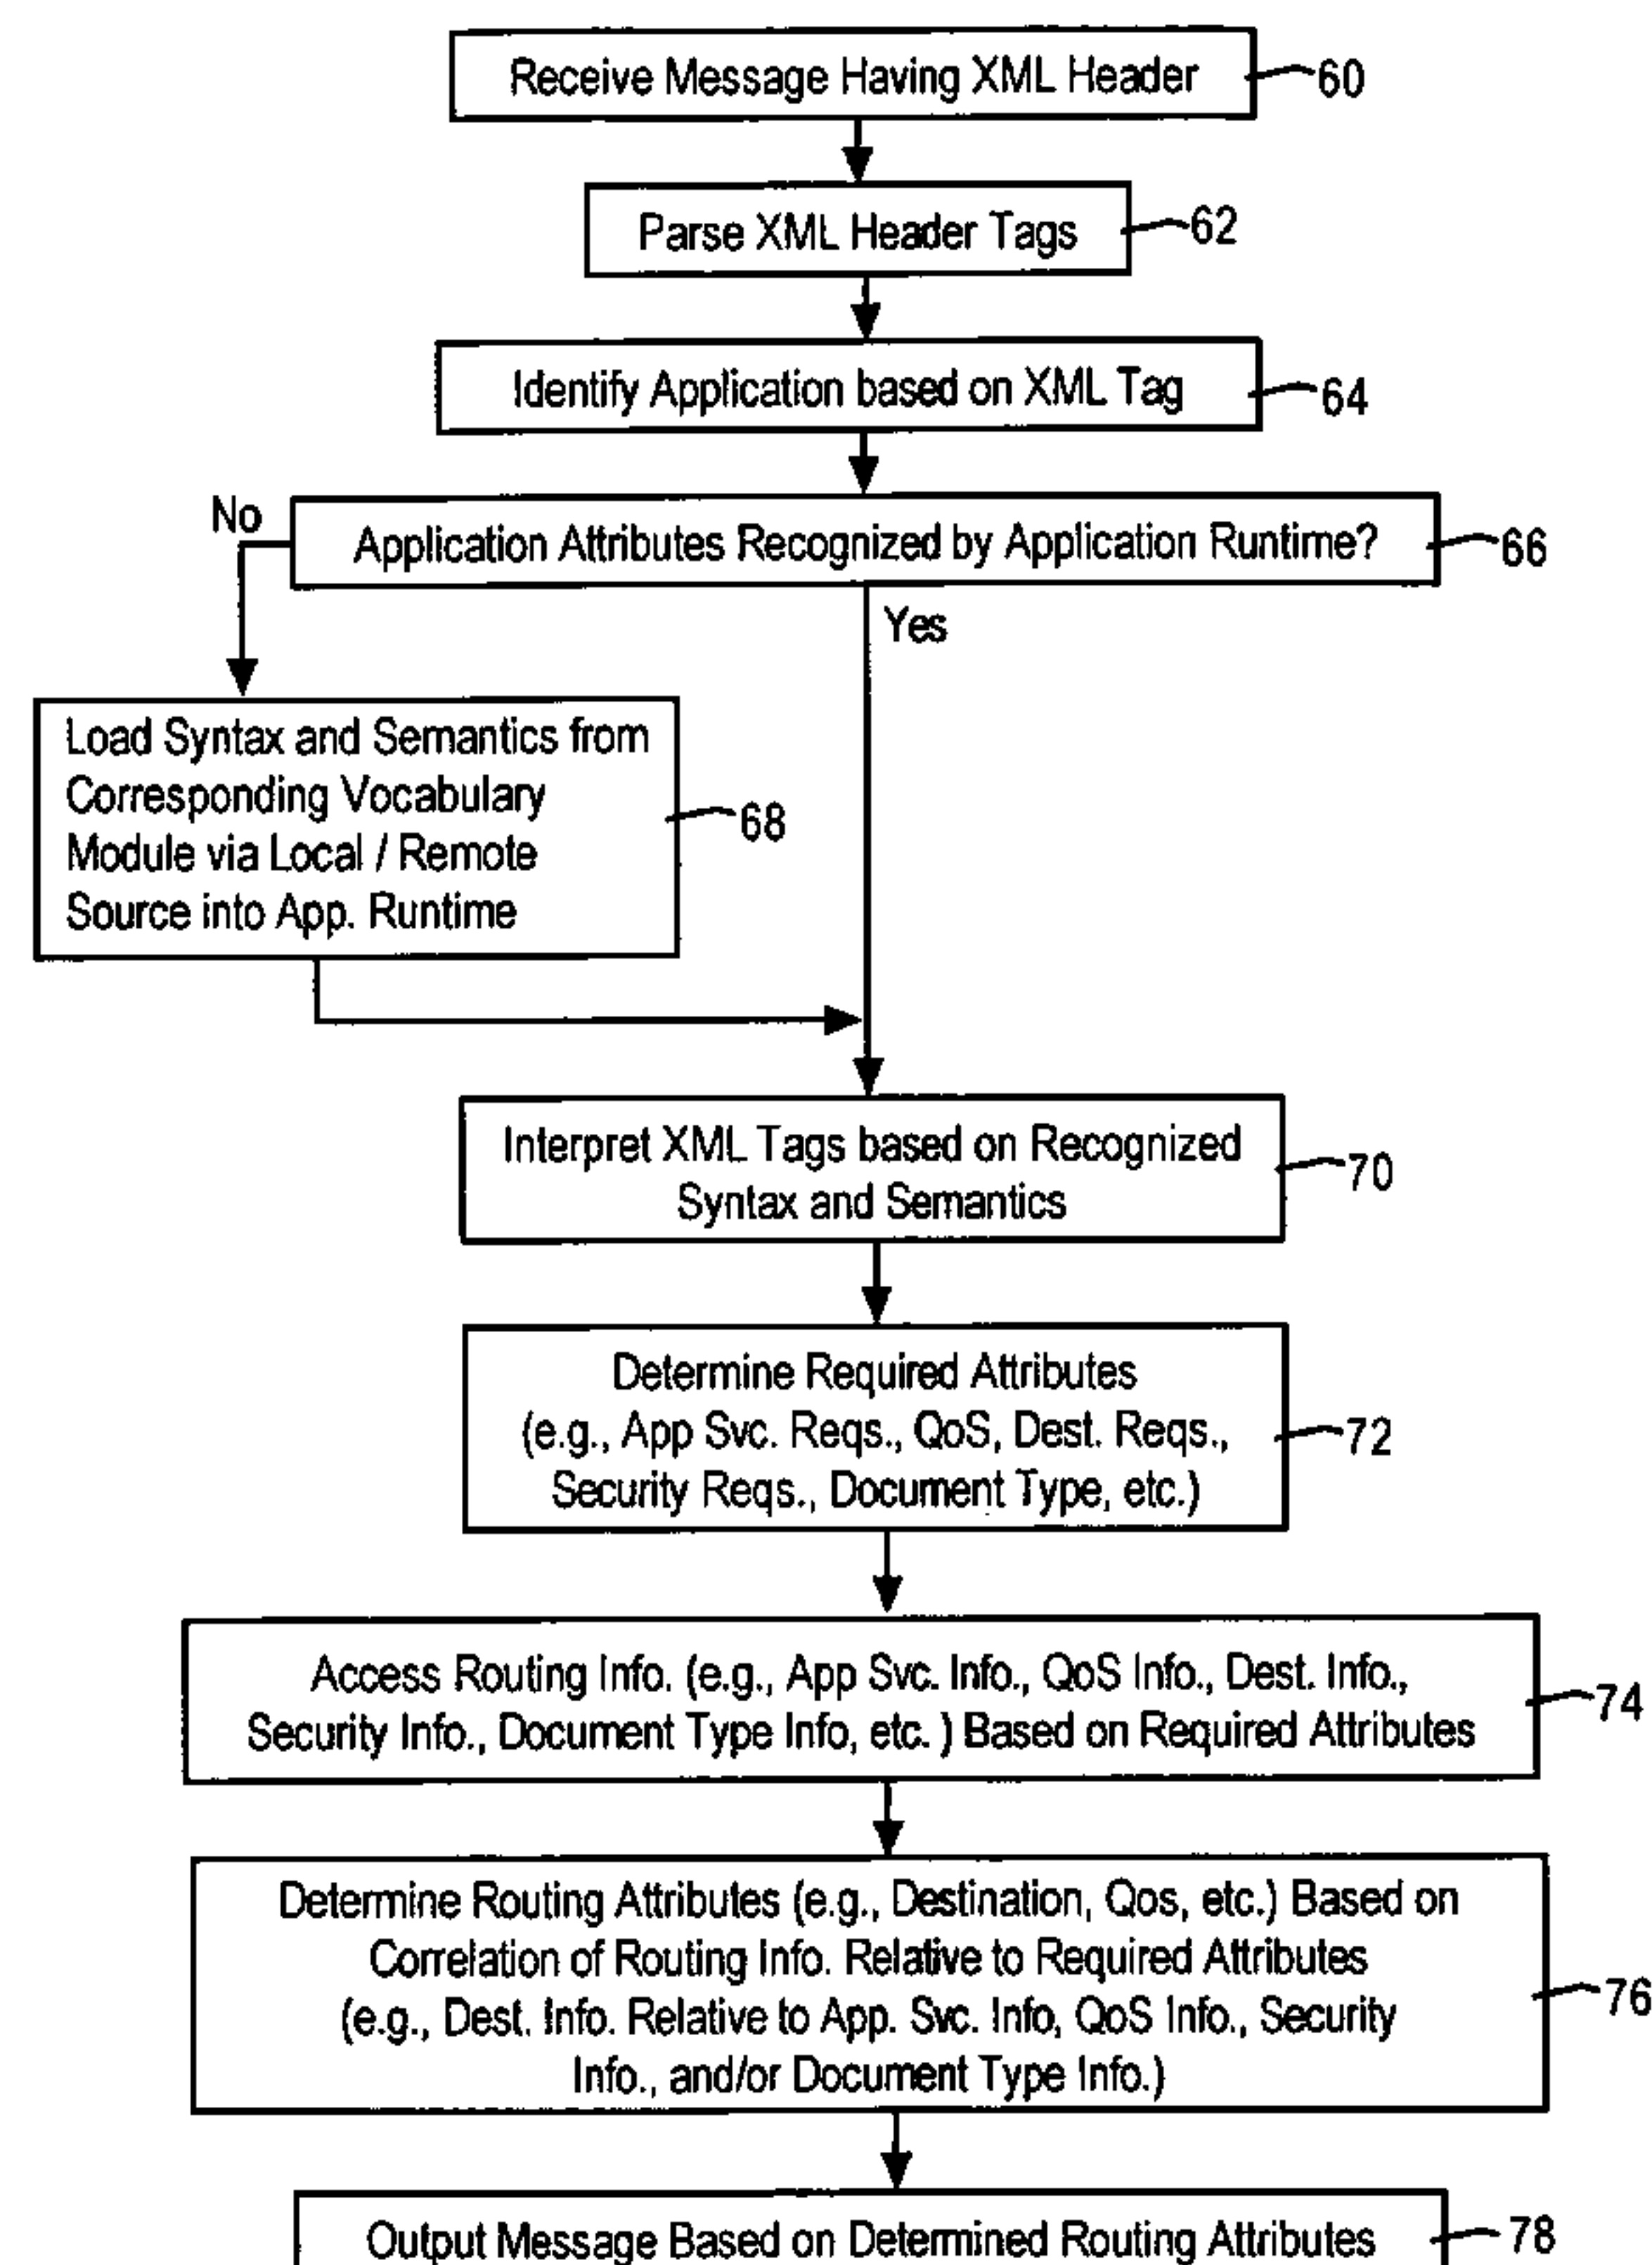 Receive Message Having XML Header
60
Parse XML Header Tags
62
Identify Application based on XML Tag
64
No
Application Attributes Recognized by Application Runtime?
66
Yes
Load Syntax and Semantics from
Corresponding Vocabulary
Module via Local / Remote
Source into App. Runtime
68
Interpret XML Tags based on Recognized
Syntax and Semantics
70
Determine Required Attributes
(e.g., App Svc. Reqs., QoS, Dest. Reqs.,
Security Reqs., Document Type, etc.)
72
Access Routing Info. (e.g., App Svc. Info., QoS Info., Dest. Info.,
Security Info., Document Type Info, etc. ) Based on Required Attributes
74
Determine Routing Attributes (e.g., Destination, Qos, etc.) Based on
Correlation of Routing Info. Relative to Required Attributes
(e.g., Dest. Info. Relative to App. Svc. Info, QoS Info., Security
Info., and/or Document Type Info.)
76
Output Message Based on Determined Routing Attributes
78